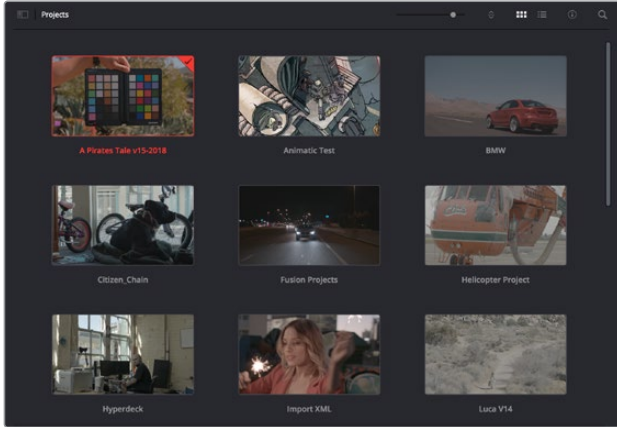 Projects
A Pirates Tale v15-2018
Animatic Test
BMW
Citizen_Chain
Fusion Projects
Helicopter Project
Hyperdeck
Import XML
Luca V14